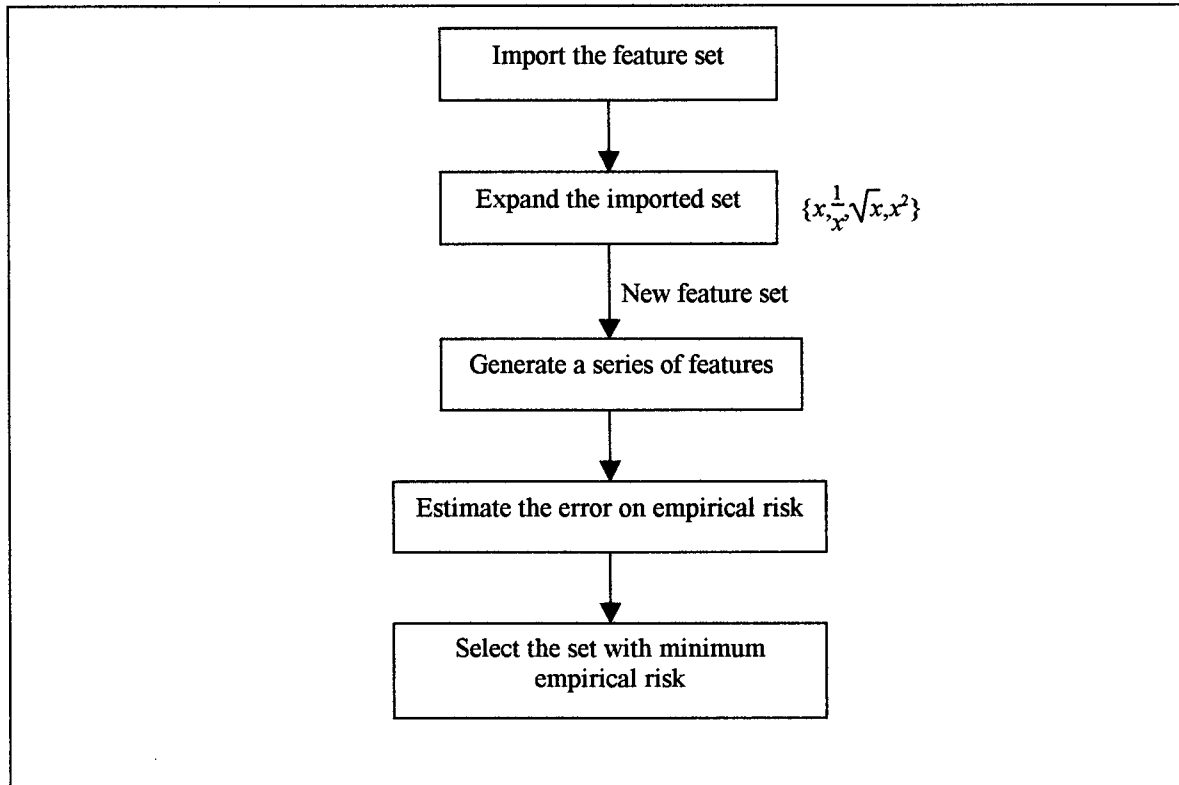 Import the feature set
Expand the imported set
{x,1/x,√x,x²}
New feature set
Generate a series of features
Estimate the error on empirical risk
Select the set with minimum
empirical risk